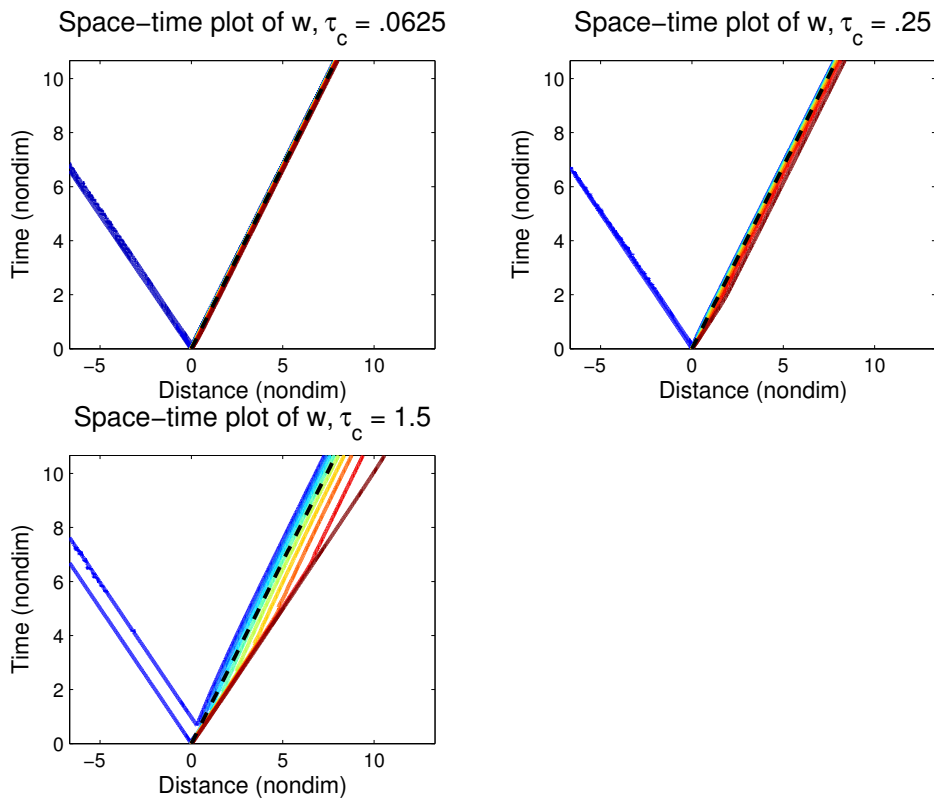 Space−time plot of w, τc = .0625
10
8
6
4
2
0
Time (nondim)
−5 0 5 10
Distance (nondim)
Space−time plot of w, τc = .25
10
8
6
4
2
0
Time (nondim)
−5 0 5 10
Distance (nondim)
Space−time plot of w, τc = 1.5
10
8
6
4
2
0
Time (nondim)
−5 0 5 10
Distance (nondim)